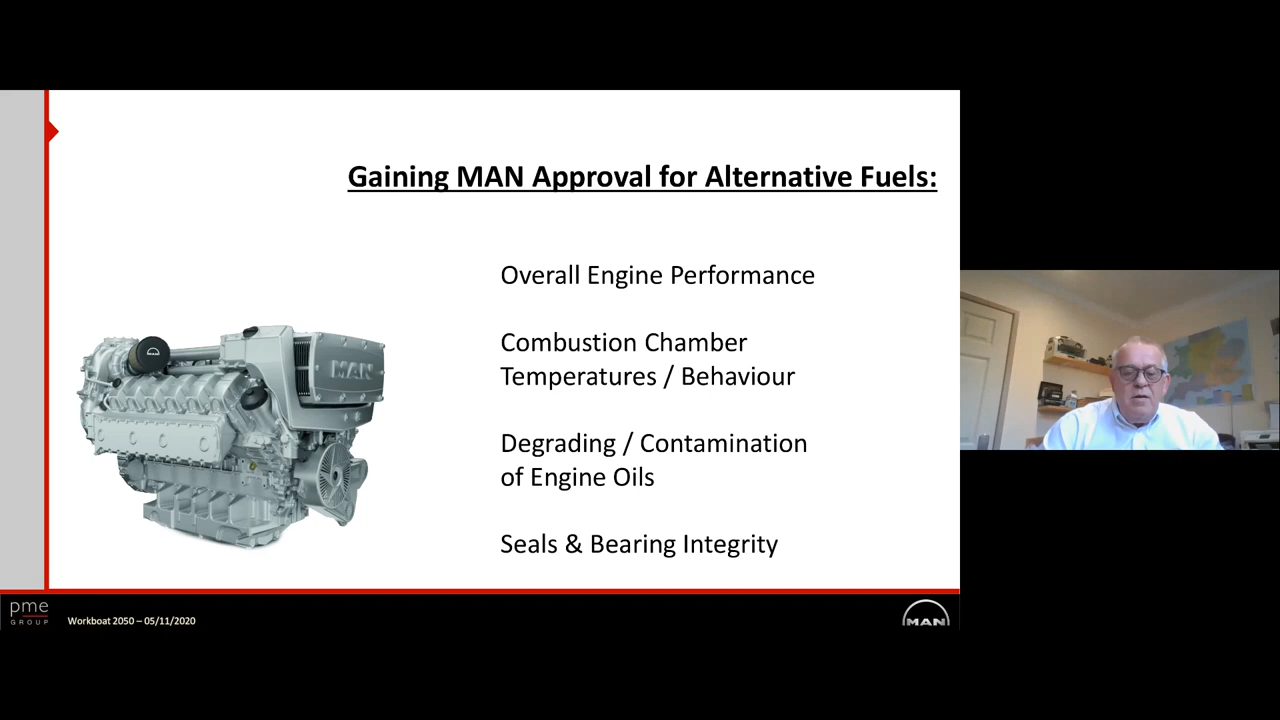 Gaining MAN Approval for Alternative Fuels:
Overall Engine Performance
Combustion Chamber
Temperatures / Behaviour
MAN
Degrading / Contamination
of Engine Oils
Seals & Bearing Integrity
pme
GROUP
Workboat 2050 – 05/11/2020
MAN